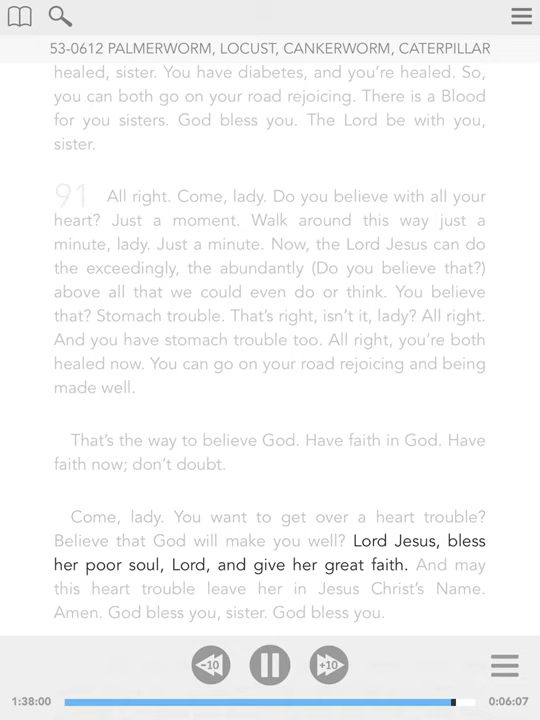 53-0612 PALMERWORM, LOCUST, CANKERWORM, CATERPILLAR
healed, sister. You have diabetes, and you're healed. So,
you can both go on your road rejoicing. There is a Blood
for you sisters. God bless you. The Lord be with you,
sister.
91 All right. Come, lady. Do you believe with all your
heart? Just a moment. Walk around this way just a
minute, lady. Just a minute. Now, the Lord Jesus can do
the exceedingly, the abundantly (Do you believe that?)
above all that we could even do or think. You believe
that? Stomach trouble. That's right, isn't it, lady? All right.
And you have stomach trouble too. All right, you're both
healed now. You can go on your road rejoicing and being
made well.
That's the way to believe God. Have faith in God. Have
faith now; don't doubt.
Come, lady. You want to get over a heart trouble?
Believe that God will make you well? Lord Jesus, bless
her poor soul, Lord, and give her great faith. And may
this heart trouble leave her in Jesus Christ's Name.
Amen. God bless you, sister. God bless you.
-10 +10
1:38:00 0:06:07